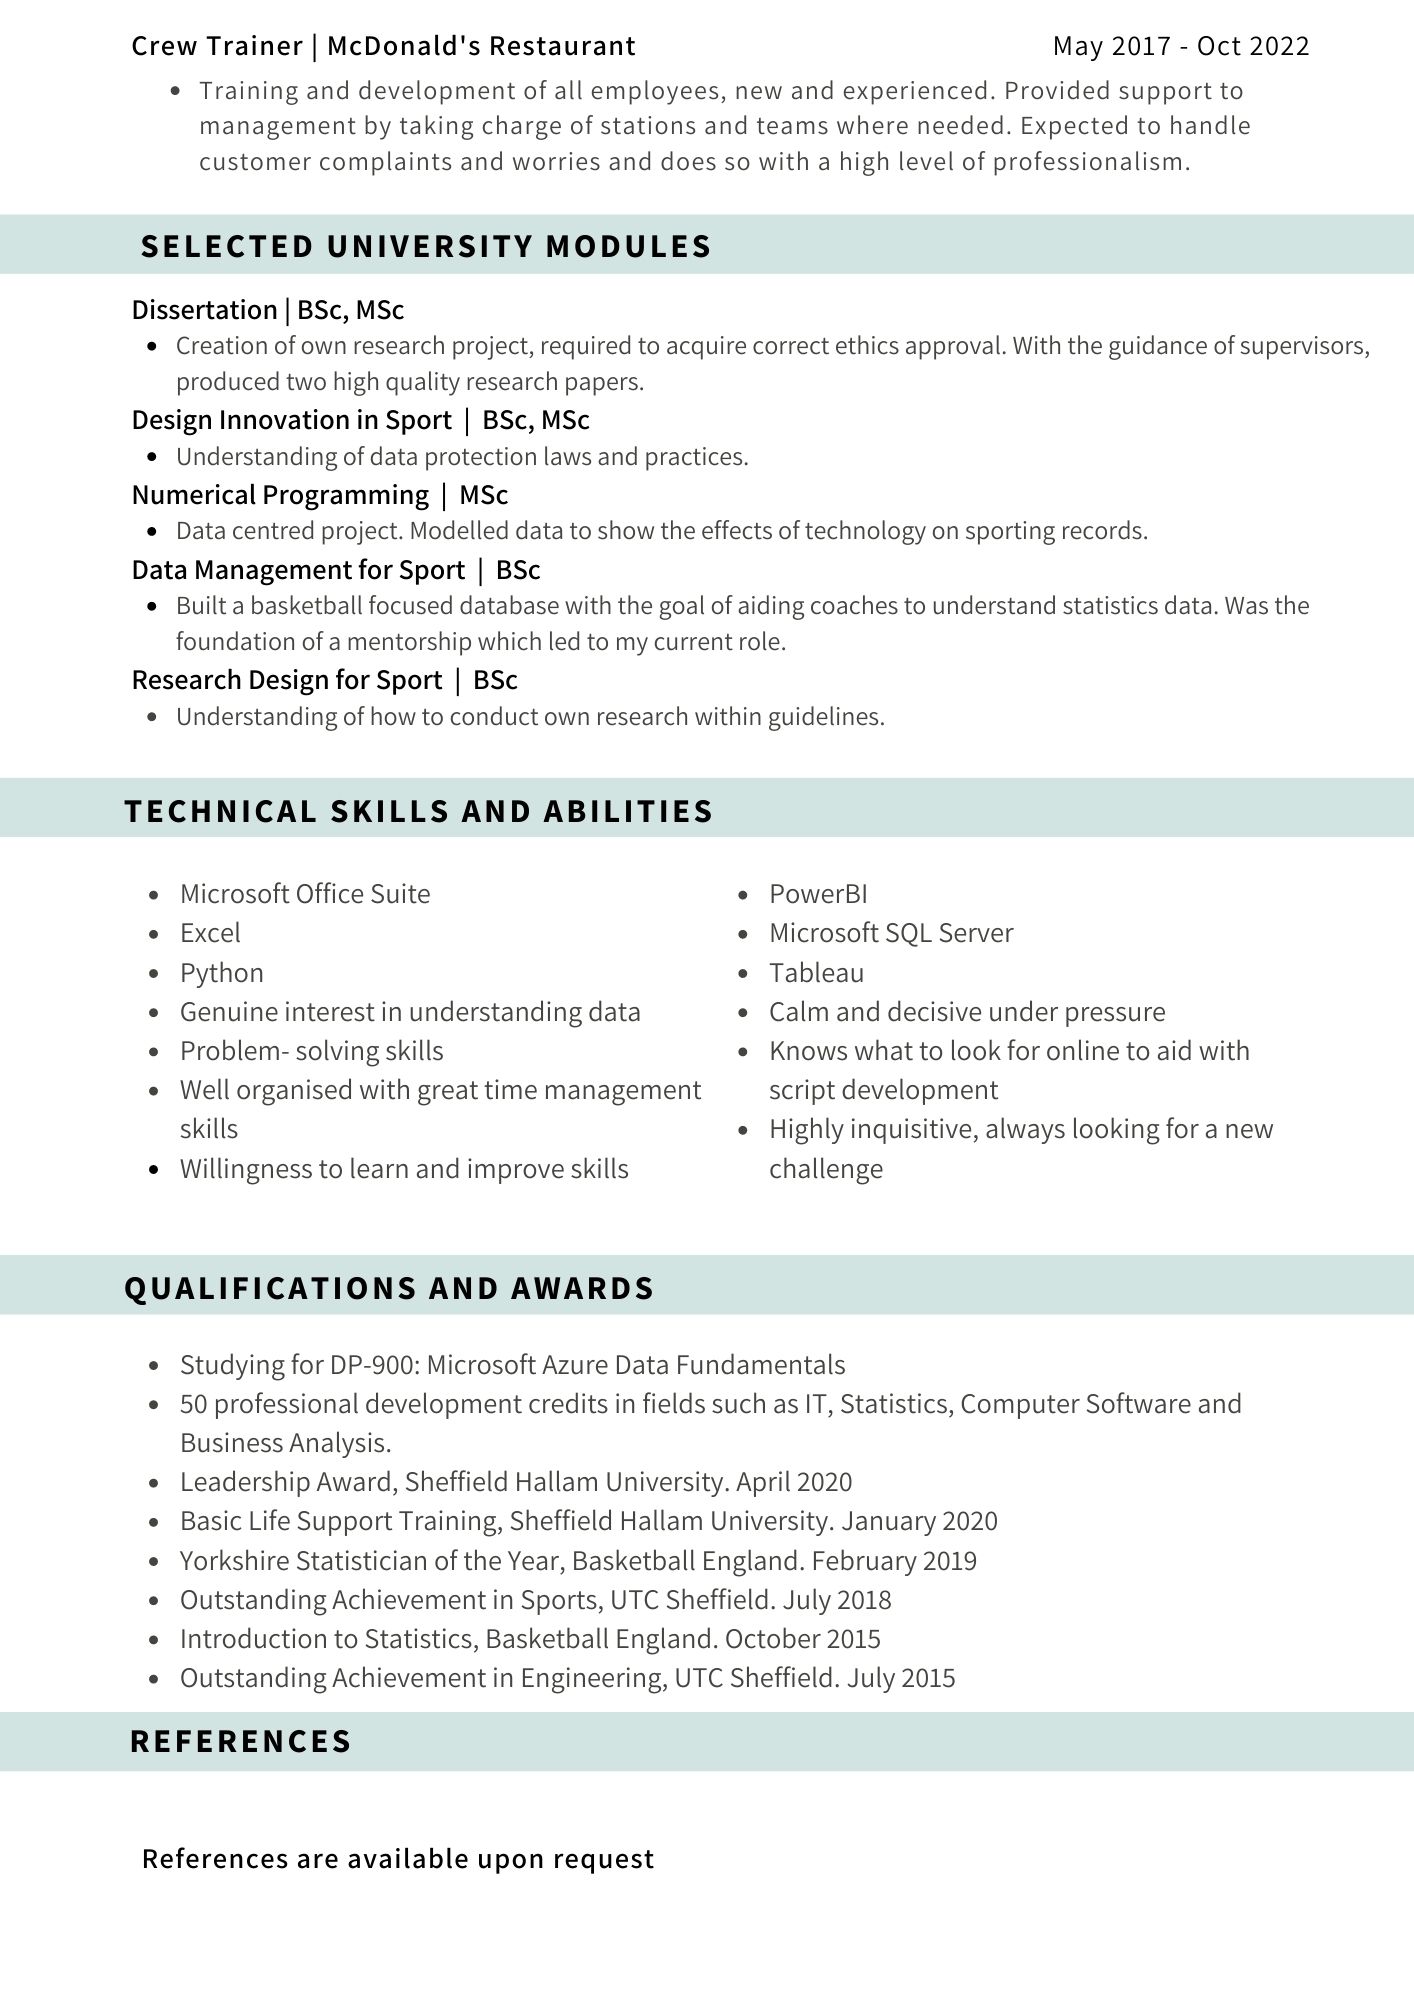 Crew Trainer | McDonald's Restaurant May 2017 - Oct 2022
• Training and development of all employees, new and experienced. Provided support to
management by taking charge of stations and teams where needed. Expected to handle
customer complaints and worries and does so with a high level of professionalism.
SELECTED UNIVERSITY MODULES
Dissertation | BSc, MSc
• Creation of own research project, required to acquire correct ethics approval. With the guidance of supervisors,
produced two high quality research papers.
Design Innovation in Sport | BSc, MSc
• Understanding of data protection laws and practices.
Numerical Programming | MSc
• Data centred project. Modelled data to show the effects of technology on sporting records.
Data Management for Sport | BSc
• Built a basketball focused database with the goal of aiding coaches to understand statistics data. Was the
foundation of a mentorship which led to my current role.
Research Design for Sport | BSc
• Understanding of how to conduct own research within guidelines.
TECHNICAL SKILLS AND ABILITIES
• Microsoft Office Suite
• Excel
• Python
• Genuine interest in understanding data
• Problem- solving skills
• Well organised with great time management
skills
• Willingness to learn and improve skills
• PowerBI
• Microsoft SQL Server
• Tableau
• Calm and decisive under pressure
• Knows what to look for online to aid with
script development
• Highly inquisitive, always looking for a new
challenge
QUALIFICATIONS AND AWARDS
• Studying for DP-900: Microsoft Azure Data Fundamentals
• 50 professional development credits in fields such as IT, Statistics, Computer Software and
Business Analysis.
• Leadership Award, Sheffield Hallam University. April 2020
• Basic Life Support Training, Sheffield Hallam University. January 2020
• Yorkshire Statistician of the Year, Basketball England. February 2019
• Outstanding Achievement in Sports, UTC Sheffield. July 2018
• Introduction to Statistics, Basketball England. October 2015
• Outstanding Achievement in Engineering, UTC Sheffield. July 2015
REFERENCES
References are available upon request